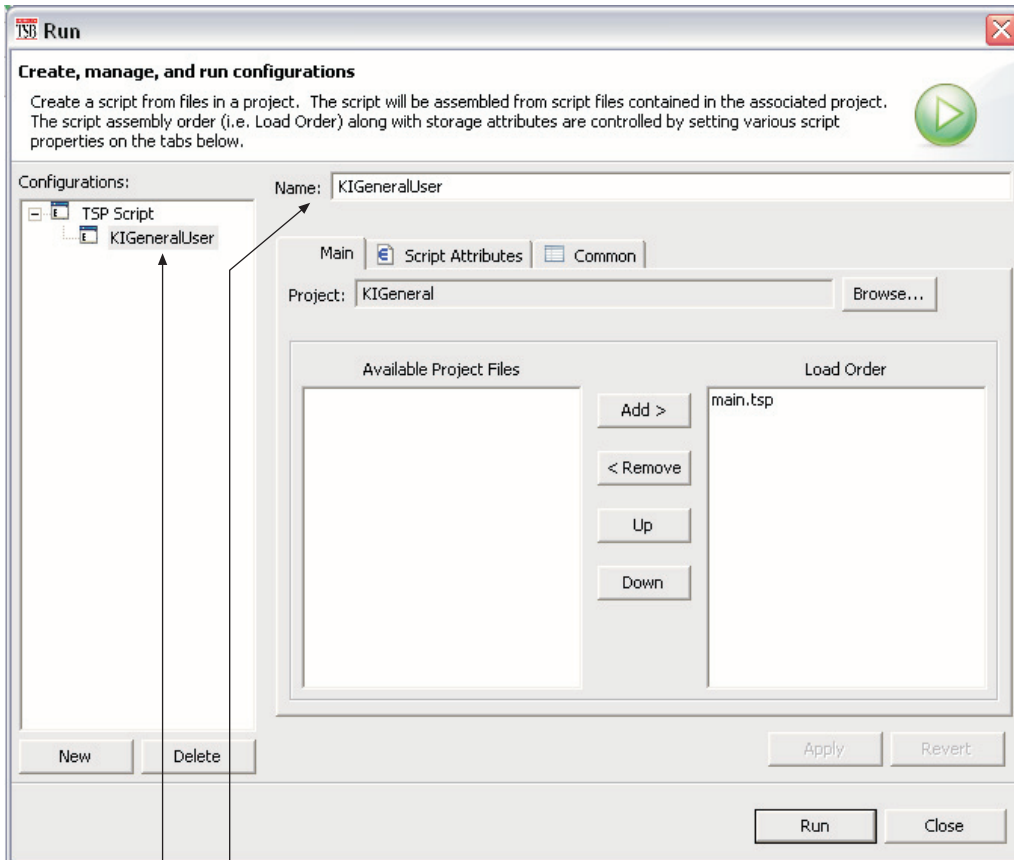 TSB Run
Create, manage, and run configurations
Create a script from files in a project. The script will be assembled from script files contained in the associated project.
The script assembly order (i.e. Load Order) along with storage attributes are controlled by setting various script
properties on the tabs below.
Configurations:
TSP Script
KIGeneralUser
Name: KIGeneralUser
Main Script Attributes Common
Project: KIGeneral Browse...
Available Project Files
Load Order
main.tsp
Add >
< Remove
Up
Down
New Delete
Apply Revert
Run Close